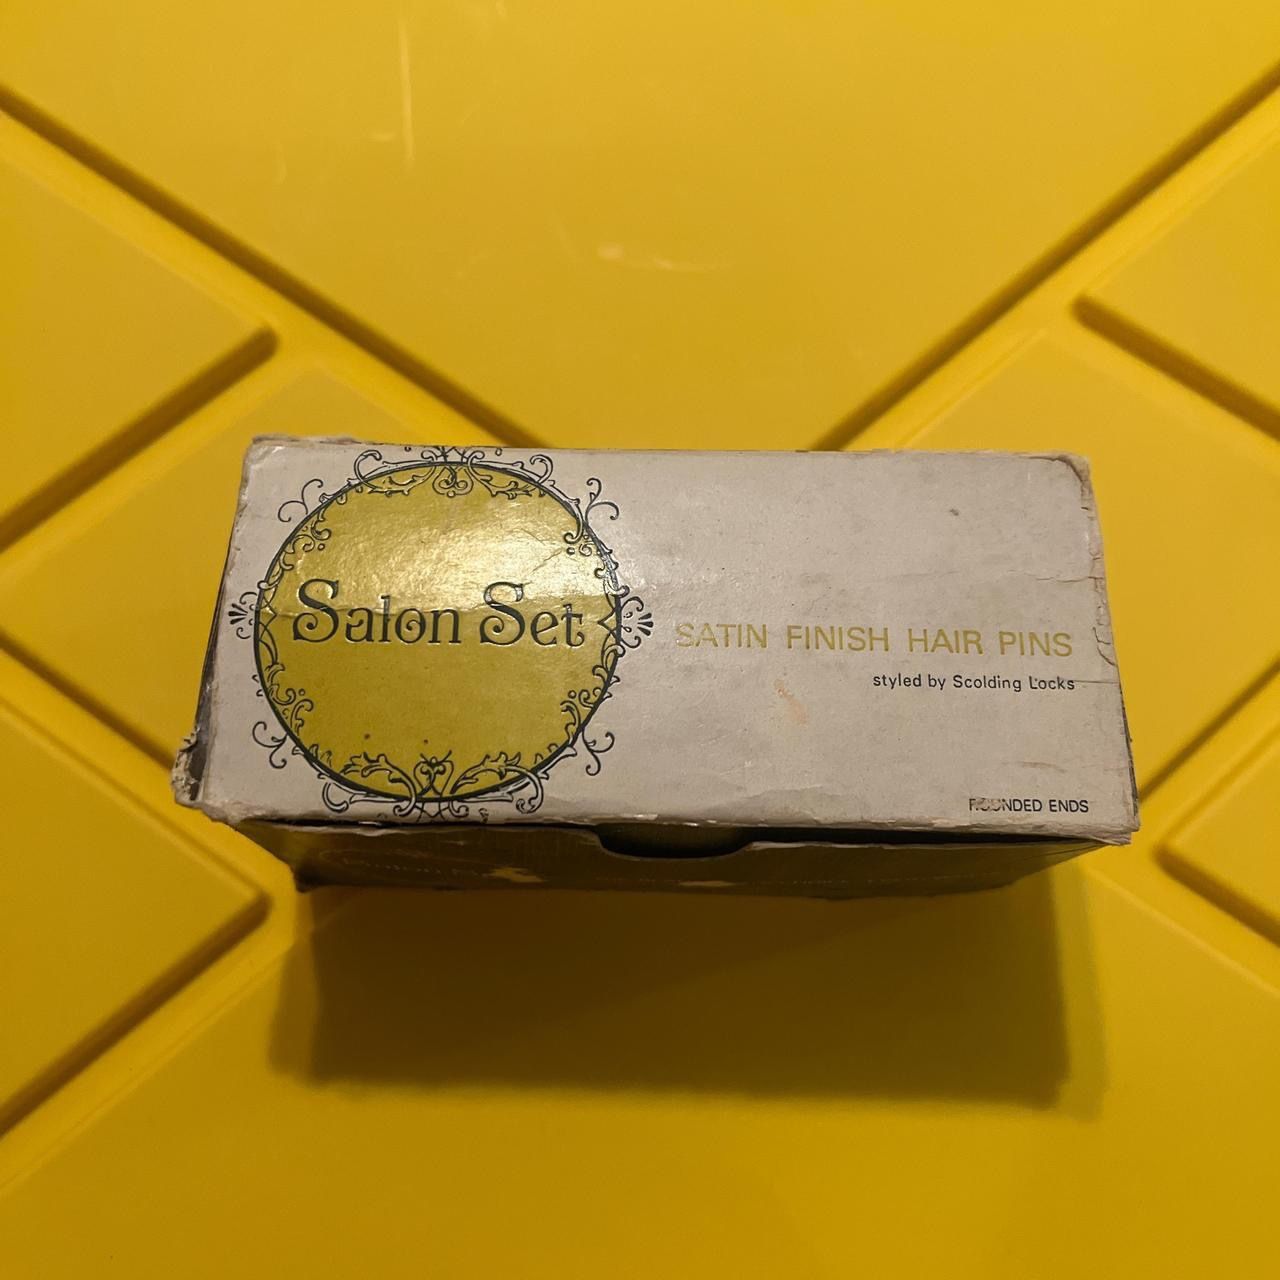 Salon Set
SATIN FINISH HAIR PINS
styled by Scolding Locks
ROUNDED ENDS